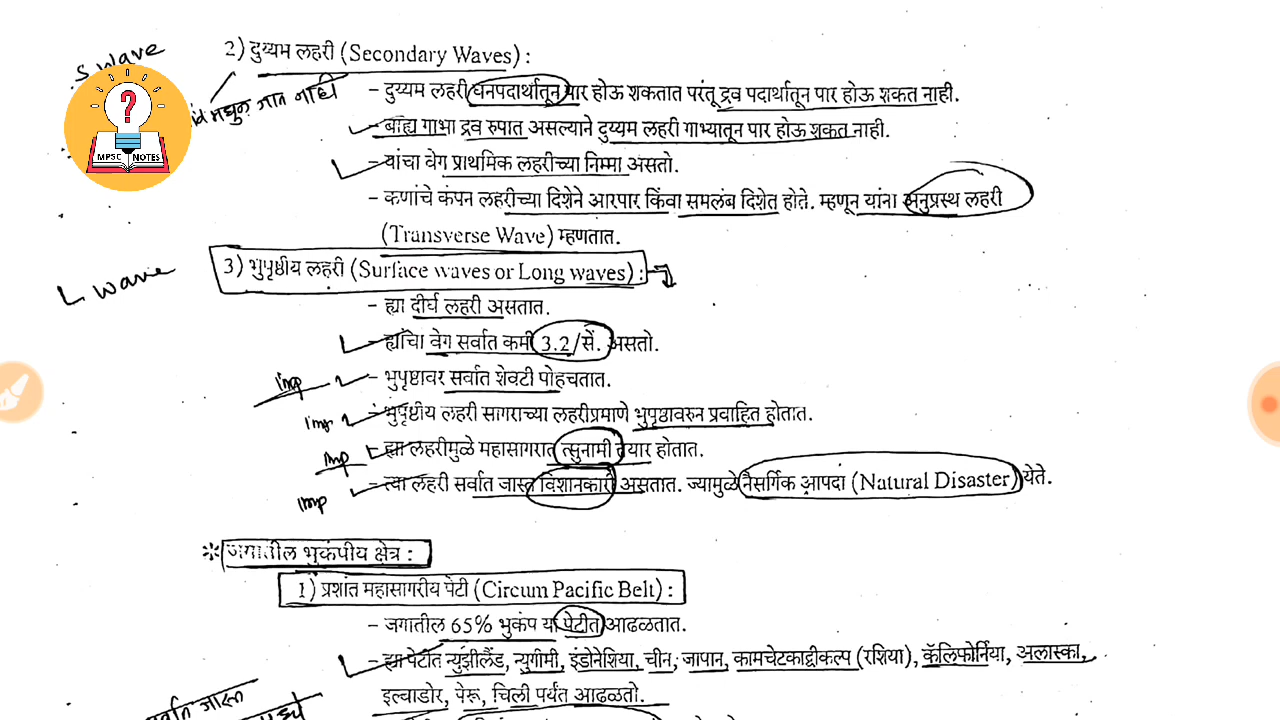 S wave
2) दुय्यम लहरी (Secondary Waves) :
मधुन जात नाही
- दुय्यम लहरी घनपदार्थातून पार होऊ शकतात परंतू द्रव पदार्थातून पार होऊ शकत नाही.
- बाह्य गाभा द्रव रुपात असल्याने दुय्यम लहरी गाभ्यातून पार होऊ शकत नाही.
MPSC NOTES
- यांचा वेग प्राथमिक लहरीच्या निम्मा असतो.
- कणांचे कंपन लहरीच्या दिशेने आरपार किंवा समलंब दिशेत होते. म्हणून यांना अनुप्रस्थ लहरी
(Transverse Wave) म्हणतात.
L wave
3) भुपृष्ठीय लहरी (Surface waves or Long waves) :
- ह्या दीर्घ लहरी असतात.
- ह्यांचा वेग सर्वात कमी 3.2/सें. असतो.
Imp
- भुपृष्ठावर सर्वात शेवटी पोहचतात.
Imp
- भुपृष्ठीय लहरी सागराच्या लहरीप्रमाणे भुपृष्ठावरुन प्रवाहित होतात.
Imp
- ह्या लहरीमुळे महासागरात त्सुनामी तयार होतात.
Imp
- त्या लहरी सर्वात जास्त विशानकारी असतात. ज्यामुळे नैसर्गिक आपदा (Natural Disaster) येते.
* जगातील भुकंपीय क्षेत्र :
1) प्रशांत महासागरीय पेटी (Circum Pacific Belt) :
- जगातील 65% भुकंप या पेटीत आढळतात.
- ह्या पेटीत न्युझीलैंड, न्युगीमी, इंडोनेशिया, चीन, जापान, कामचेटकाद्वीकल्प (रशिया), कॅलिफोर्निया, अलास्का,
इल्वाडोर, पेरू, चिली पर्यंत आढळतो.
जास्त